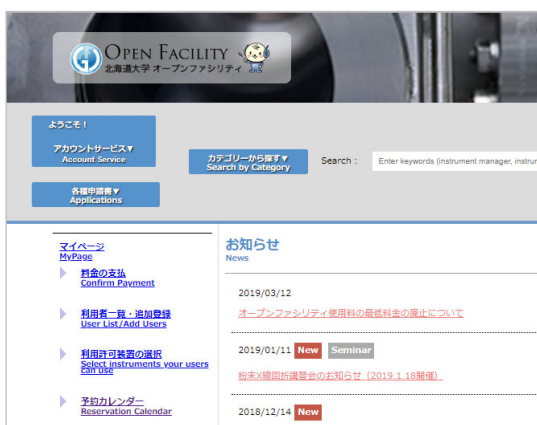 OPEN FACILITY
北海道大学 オープンファシリティ
ようこそ！
アカウントサービス▼
Account Service
カテゴリーから探す▼
Search by Category
Search :
Enter keywords (instrument manager, instrur
各種申請書▼
Applications
マイページ
MyPage
料金の支払
Confirm Payment
利用者一覧・追加登録
User List/Add Users
利用許可装置の選択
Select instruments your users
can use
予約カレンダー
Reservation Calendar
お知らせ
News
2019/03/12
オープンファシリティ使用料の最低料金の廃止について
2019/01/11 New Seminar
粉末X線回折講習会のお知らせ（2019.1.18開催）
2018/12/14 New